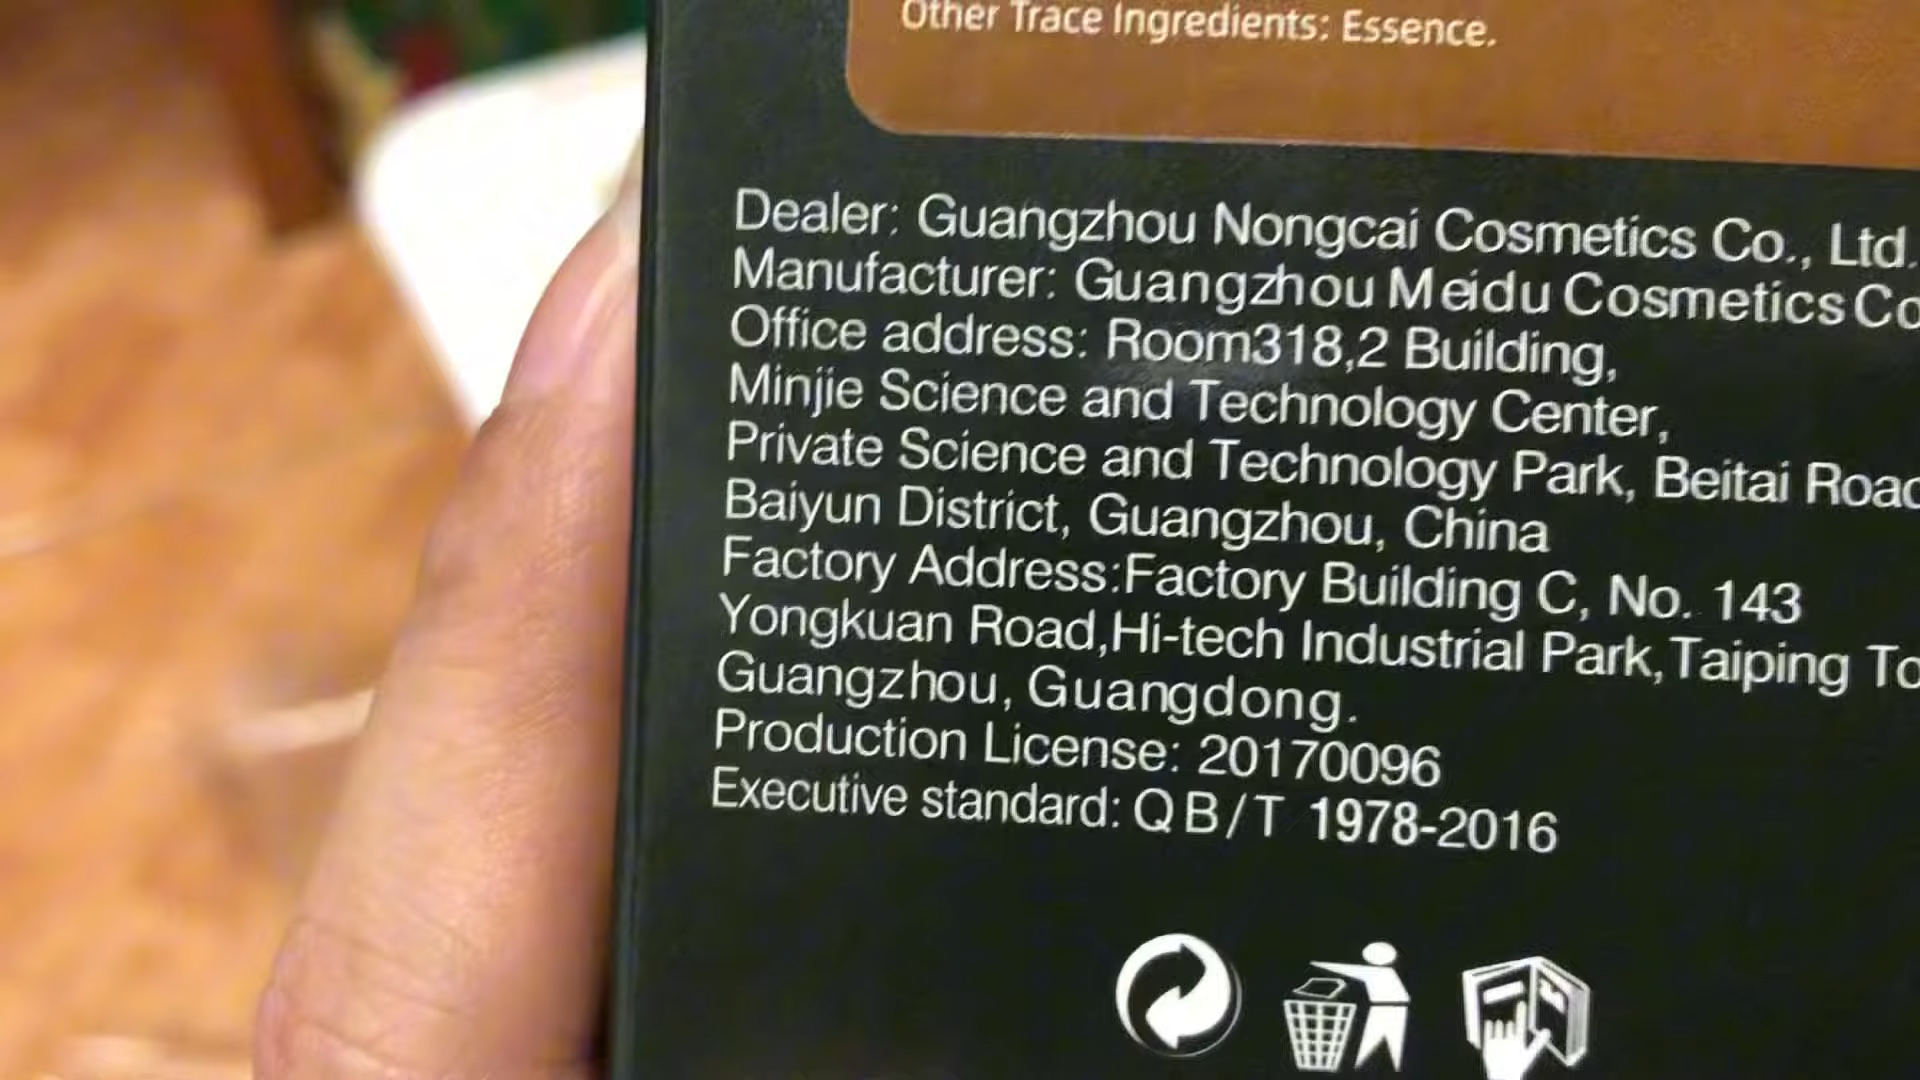 Other Trace Ingredients: Essence.
Dealer: Guangzhou Nongcai Cosmetics Co., Ltd.
Manufacturer: Guangzhou Meidu Cosmetics Co
Office address: Room318,2 Building,
Minjie Science and Technology Center,
Private Science and Technology Park, Beitai Road
Baiyun District, Guangzhou, China
Factory Address:Factory Building C, No. 143
Yongkuan Road,Hi-tech Industrial Park,Taiping
Guangzhou, Guangdong.
Production License: 20170096
Executive standard: QB/T 1978-2016